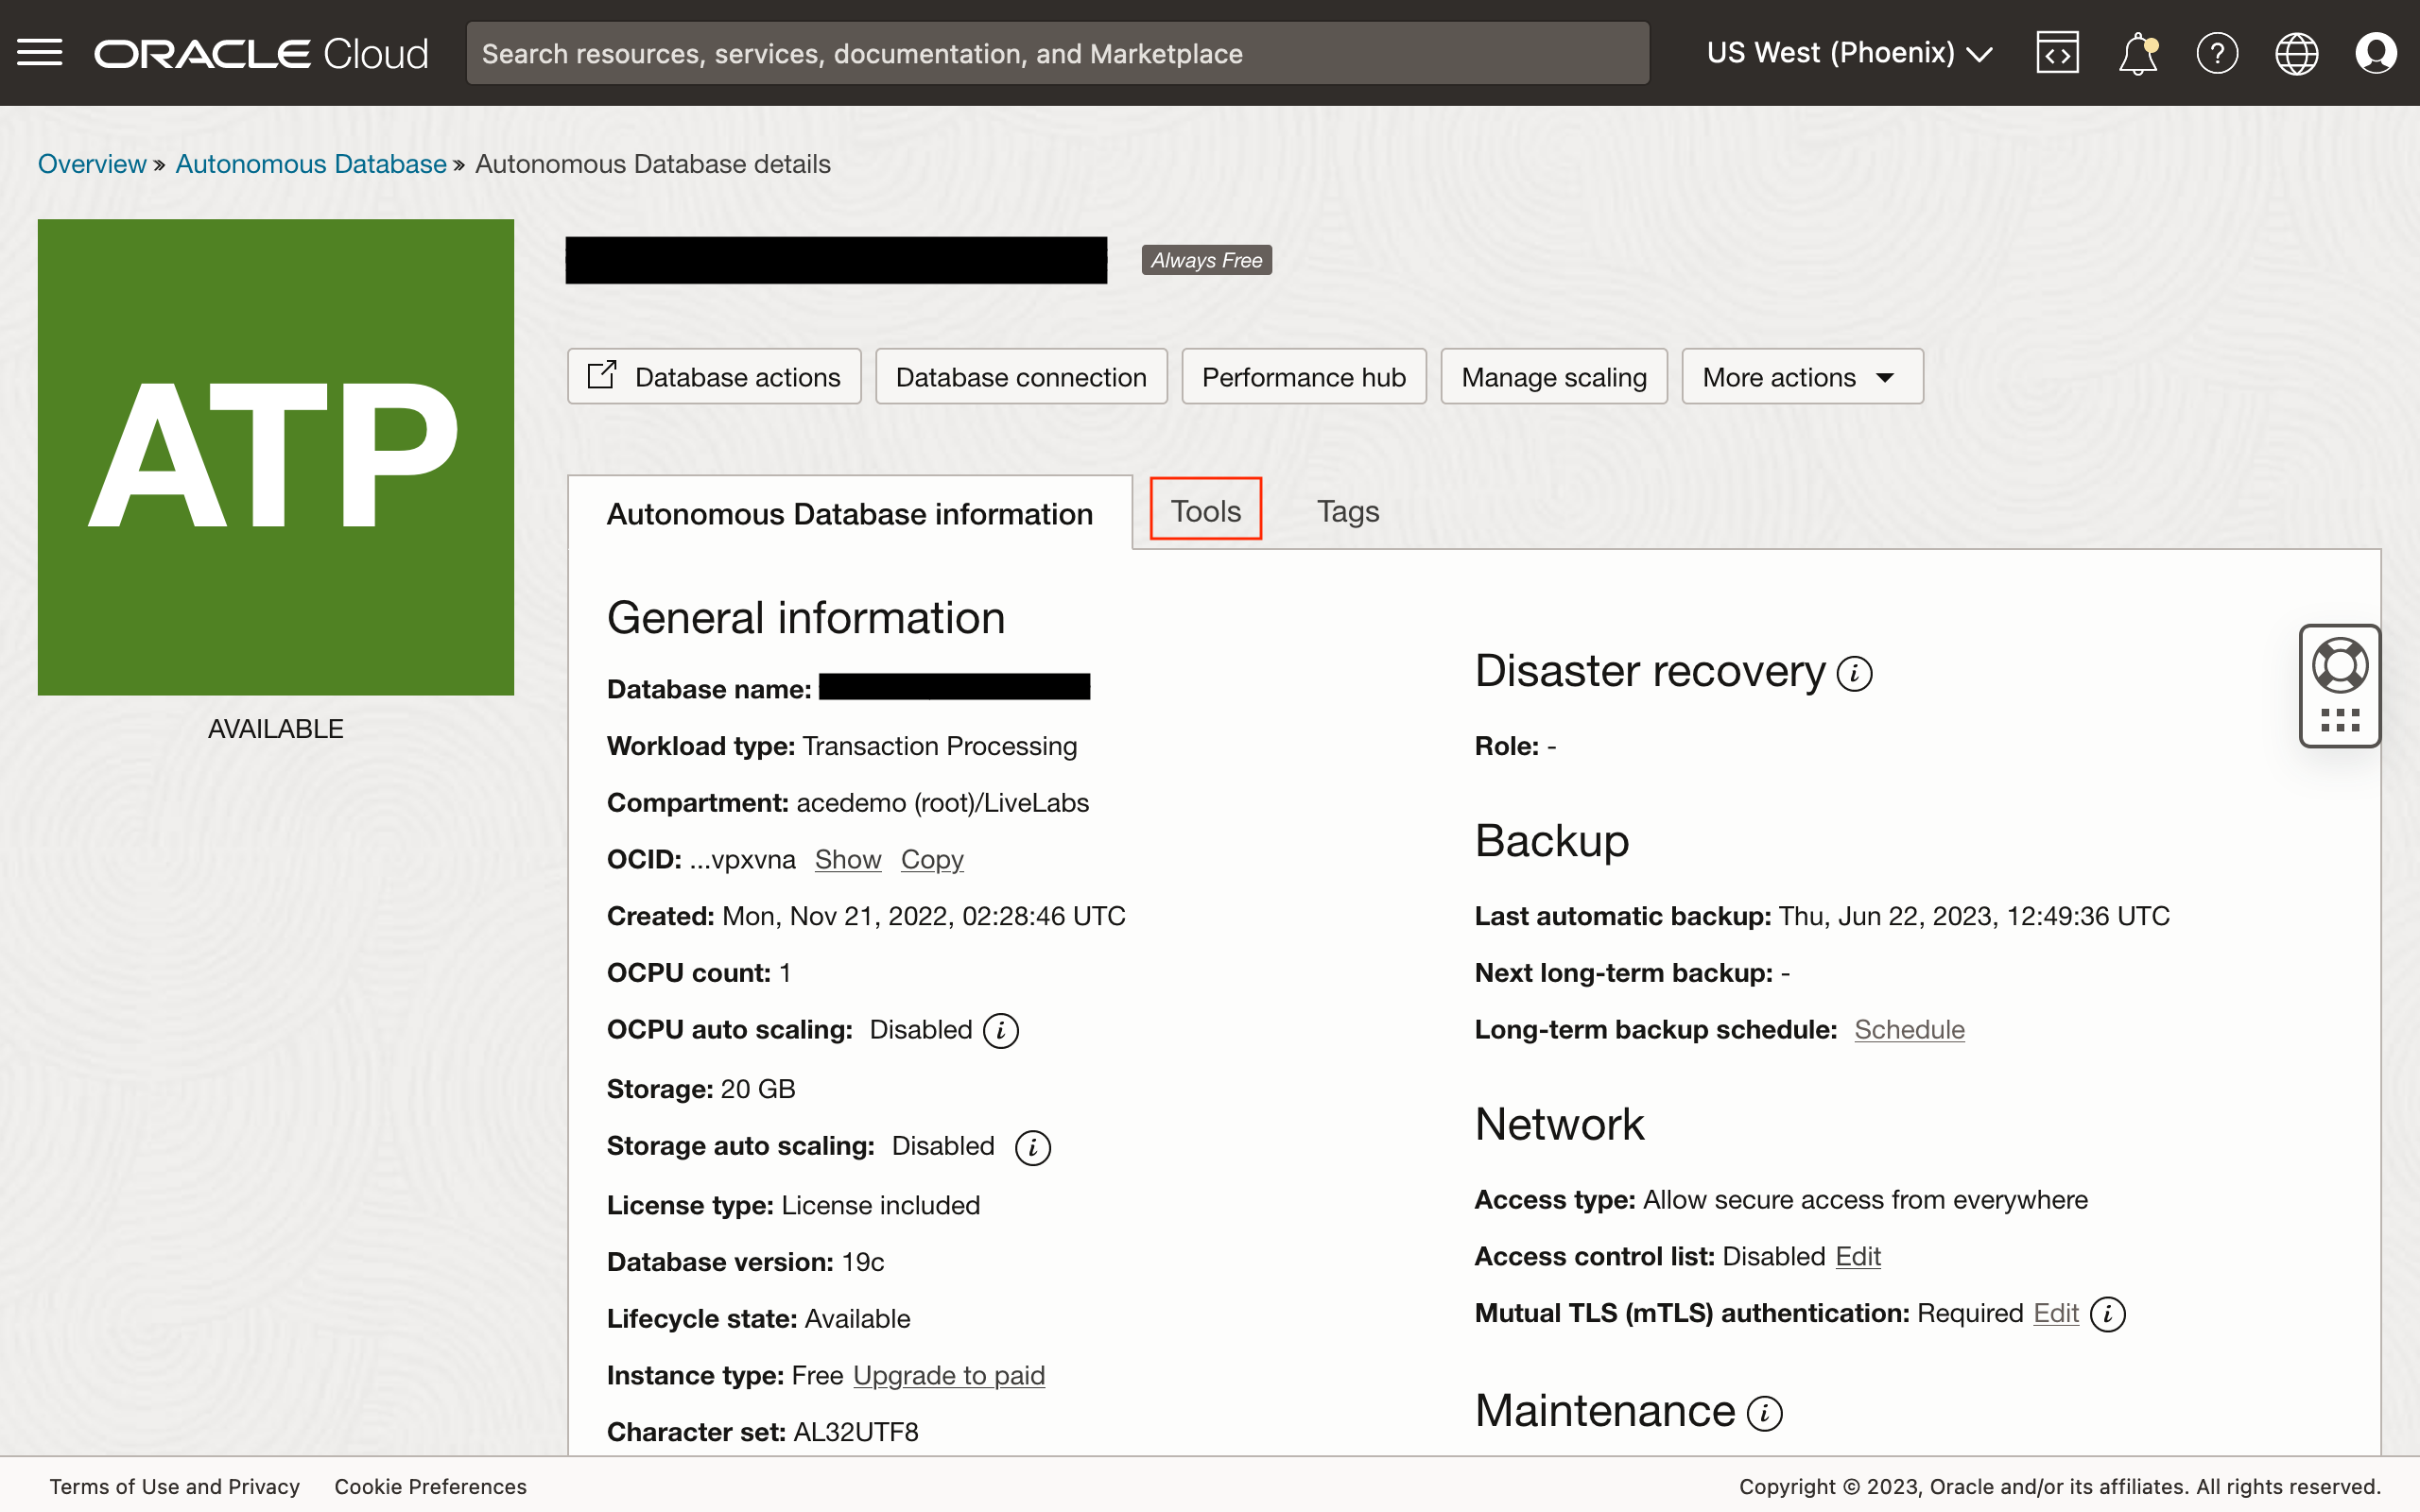 ORACLE Cloud
Search resources, services, documentation, and Marketplace
US West (Phoenix)
Overview » Autonomous Database » Autonomous Database details
ATP
AVAILABLE
Always Free
Database actions
Database connection
Performance hub
Manage scaling
More actions
Autonomous Database information
Tools
Tags
General information
Database name:
Workload type: Transaction Processing
Compartment: acedemo (root)/LiveLabs
OCID: ...vpxvna Show Copy
Created: Mon, Nov 21, 2022, 02:28:46 UTC
OCPU count: 1
OCPU auto scaling: Disabled i
Storage: 20 GB
Storage auto scaling: Disabled i
License type: License included
Database version: 19c
Lifecycle state: Available
Instance type: Free Upgrade to paid
Character set: AL32UTF8
Disaster recovery i
Role: -
Backup
Last automatic backup: Thu, Jun 22, 2023, 12:49:36 UTC
Next long-term backup: -
Long-term backup schedule: Schedule
Network
Access type: Allow secure access from everywhere
Access control list: Disabled Edit
Mutual TLS (mTLS) authentication: Required Edit i
Maintenance i
Terms of Use and Privacy
Cookie Preferences
Copyright © 2023, Oracle and/or its affiliates. All rights reserved.